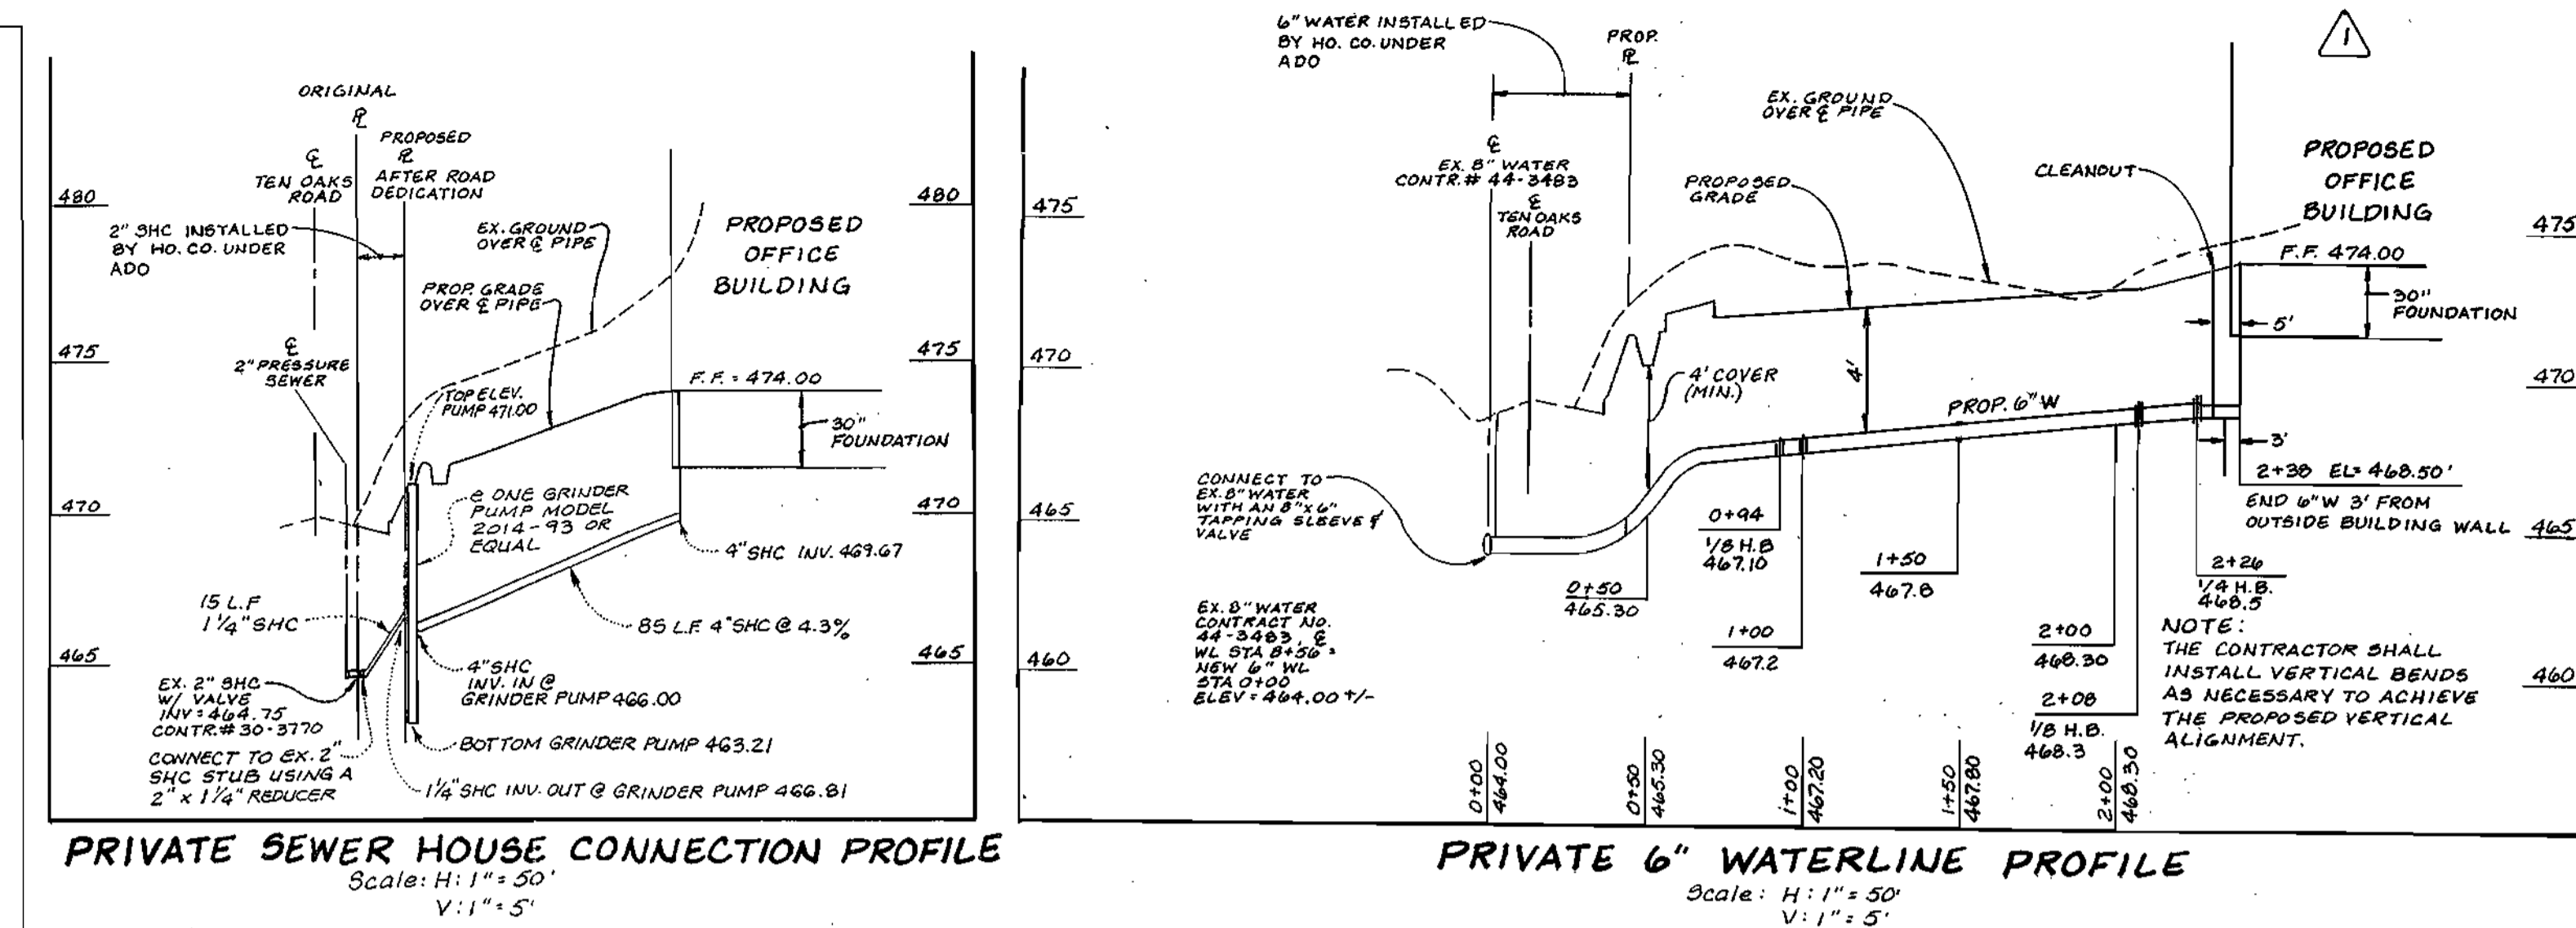 ORIGINAL
℄
TEN OAKS
ROAD
PROPOSED
AFTER ROAD
DEDICATION
480
480
2" SHC INSTALLED
BY HO. CO. UNDER
ADO
EX. GROUND
OVER ℄ PIPE
PROPOSED
OFFICE
BUILDING
PROP. GRADE
OVER ℄ PIPE
475
475
℄
2" PRESSURE
SEWER
TOP ELEV.
PUMP 471.00
F.F. = 474.00
30"
FOUNDATION
470
470
e ONE GRINDER
PUMP MODEL
2014-93 OR
EQUAL
4" SHC INV. 469.67
15 L.F
1 1/4" SHC
85 L.F. 4" SHC @ 4.3%
465
465
4" SHC
INV. IN @
GRINDER PUMP 466.00
EX. 2" SHC
W/ VALVE
INV = 464.75
CONTR.# 30-3770
BOTTOM GRINDER PUMP 463.21
CONNECT TO EX. 2"
SHC STUB USING A
2" x 1 1/4" REDUCER
1 1/4" SHC INV. OUT @ GRINDER PUMP 466.81
PRIVATE SEWER HOUSE CONNECTION PROFILE
Scale: H: 1" = 50'
V: 1" = 5'
6" WATER INSTALLED
BY HO. CO. UNDER
ADO
PROP.
1
EX. GROUND
OVER ℄ PIPE
℄
EX. 8" WATER
CONTR.# 44-3483
℄
TEN OAKS
ROAD
PROPOSED
GRADE
CLEANOUT
PROPOSED
OFFICE
BUILDING
475
475
F.F. 474.00
30"
FOUNDATION
5'
470
470
4' COVER
(MIN.)
4'
PROP. 6" W
3'
2+38 EL= 468.50'
END 6" W 3' FROM
OUTSIDE BUILDING WALL
465
465
CONNECT TO
EX. 8" WATER
WITH AN 8" x 6"
TAPPING SLEEVE &
VALVE
0+94
1/8 H.B
467.10
1+50
467.8
2+26
1/4 H.B.
468.5
0+50
465.30
EX. 8" WATER
CONTRACT NO.
44-3483, ℄
WL STA 8+56 =
NEW 6" WL
STA 0+00
ELEV = 464.00 +/-
1+00
467.2
2+00
468.30
2+08
1/8 H.B.
468.3
460
460
NOTE:
THE CONTRACTOR SHALL
INSTALL VERTICAL BENDS
AS NECESSARY TO ACHIEVE
THE PROPOSED VERTICAL
ALIGNMENT.
0+00
464.00
0+50
465.30
1+00
467.20
1+50
467.80
2+00
468.30
PRIVATE 6" WATERLINE PROFILE
Scale: H: 1" = 50'
V: 1" = 5'